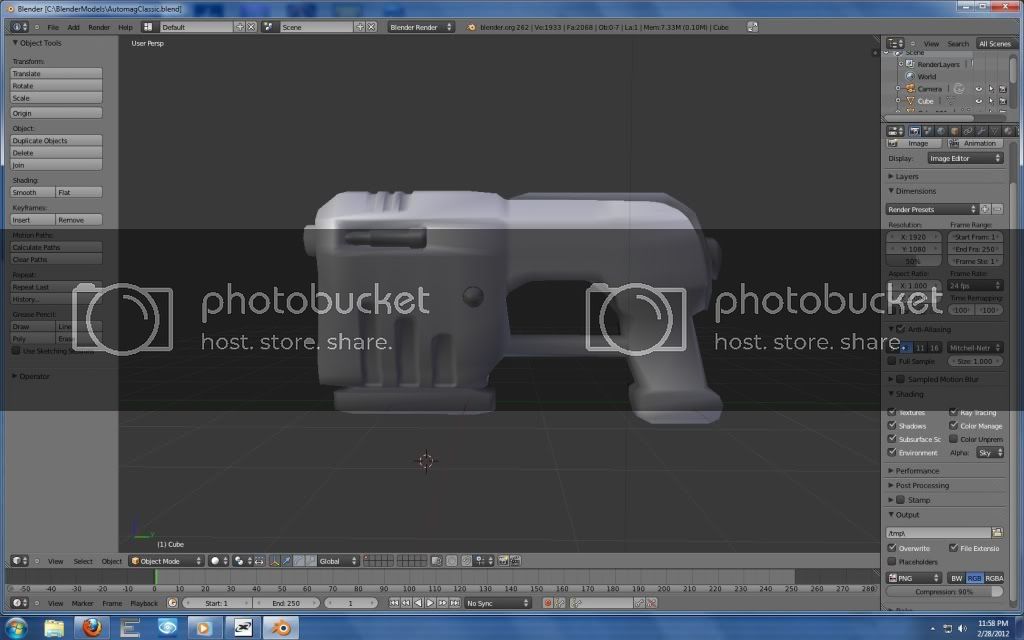 Blender [C:\BlenderModels\AutomagClassic.blend]
File Add Render Help Default Scene Blender Render blender.org 262 | Ve:1933 | Fa:2068 | Ob:0-7 | La:1 | Mem:7.33M (0.10M) | Cube
Object Tools
User Persp
View Search All Scenes
Scene
RenderLayers
World
Camera
Cube
Transform:
Translate
Rotate
Scale
Origin
Object:
Duplicate Objects
Delete
Join
Shading:
Smooth Flat
Keyframes:
Insert Remove
Motion Paths:
Calculate Paths
Clear Paths
Repeat:
Repeat Last
History...
Grease Pencil:
Draw Line
Poly Erase
Use Sketching Sessions
Operator
Image Animation
Display: Image Editor
Layers
Dimensions
Render Presets
Resolution: Frame Range:
X: 1920 Start Fram: 1
Y: 1080 End Fra: 250
50% Frame Ste: 1
Aspect Ratio: Frame Rate:
X: 1.000 24 fps
Time Remapping:
:100 :100
Anti-Aliasing
11 16 Mitchell-Netr
Full Sample Size: 1.000
Sampled Motion Blur
Shading
Textures Ray Tracing
Shadows Color Manage
Subsurface Sc Color Unprem
Environment Alpha: Sky
Performance
Post Processing
Stamp
Output
/tmp\
Overwrite File Extensio
Placeholders
PNG BW RGB RGBA
Compression: 90%
photobucket photobucket
host. store. share. host. store. share.
(1) Cube
View Select Object Object Mode Global
-50 -40 -30 -20 -10 0 10 20 30 40 50 60 70 80 90 100 110 120 130 140 150 160 170 180 190 200 210 220 230 240 250 260 270 280
View Marker Frame Playback Start: 1 End: 250 1 No Sync
11:58 PM
2/28/2012